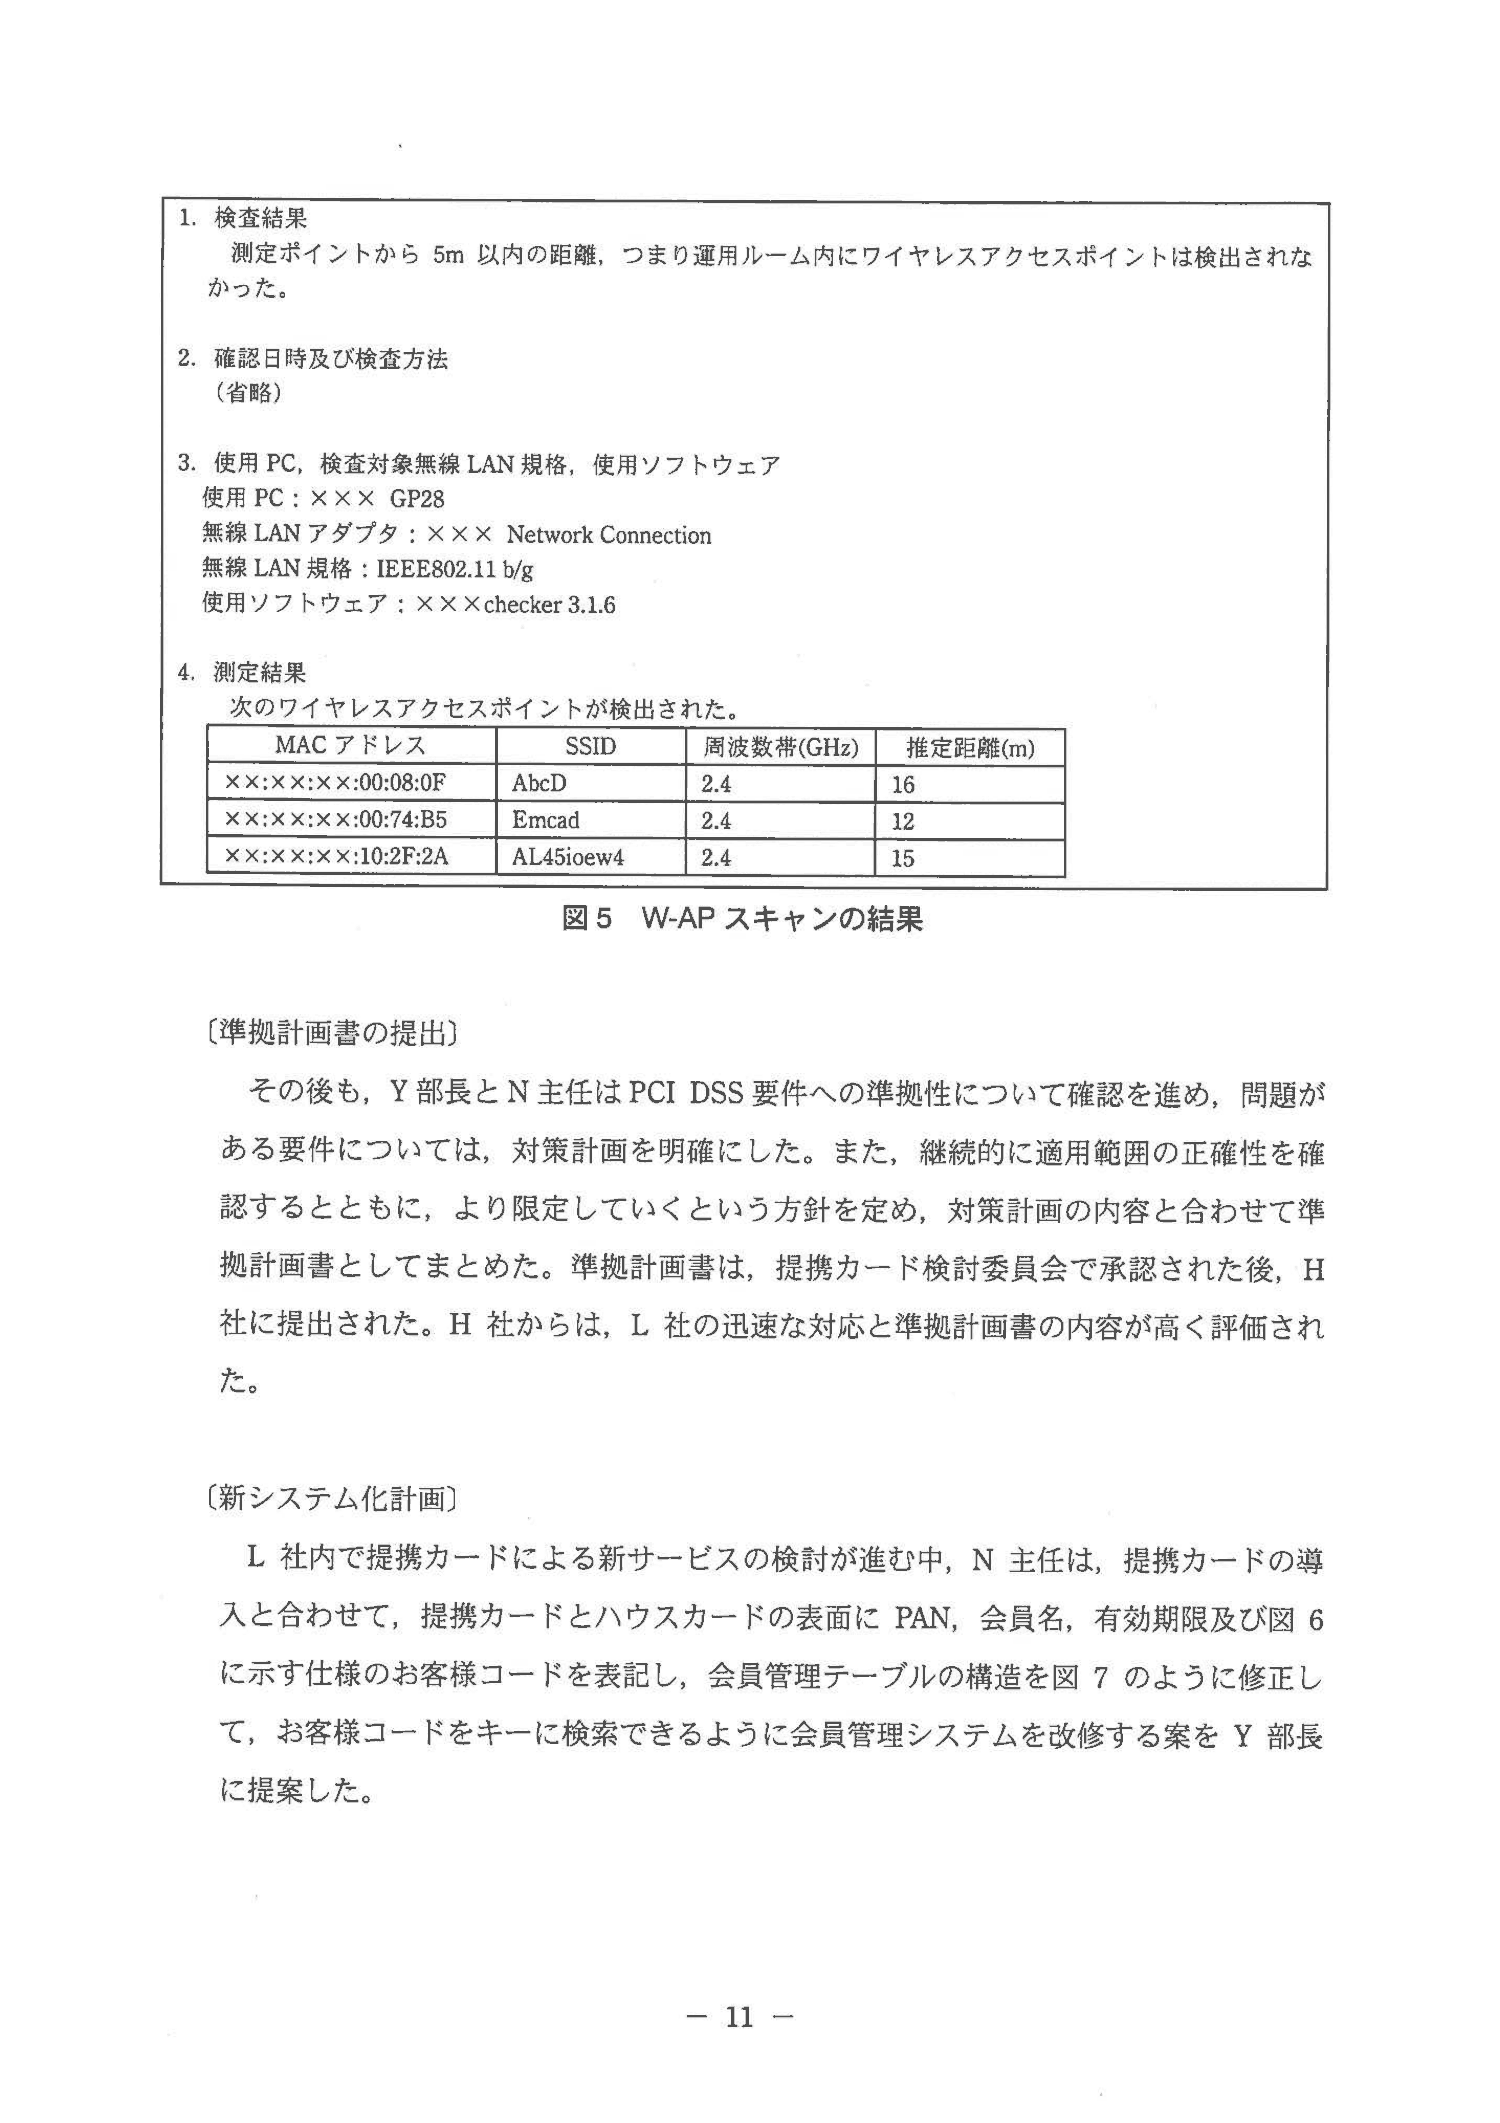 1. 検査結果
測定ポイントから 5m 以内の距離，つまり運用ルーム内にワイヤレスアクセスポイントは検出されな
かった。
2. 確認日時及び検査方法
（省略）
3. 使用 PC，検査対象無線 LAN 規格，使用ソフトウェア
使用 PC：××× GP28
無線 LAN アダプタ：××× Network Connection
無線 LAN 規格：IEEE802.11 b/g
使用ソフトウェア：×××checker 3.1.6
4. 測定結果
次のワイヤレスアクセスポイントが検出された。
MAC アドレス SSID 周波数帯(GHz) 推定距離(m)
××:××:××:00:08:0F AbcD 2.4 16
××:××:××:00:74:B5 Emcad 2.4 12
××:××:××:10:2F:2A AL45ioew4 2.4 15
図 5 W-AP スキャンの結果
〔準拠計画書の提出〕
その後も，Y 部長と N 主任は PCI DSS 要件への準拠性について確認を進め，問題が
ある要件については，対策計画を明確にした。また，継続的に適用範囲の正確性を確
認するとともに，より限定していくという方針を定め，対策計画の内容と合わせて準
拠計画書としてまとめた。準拠計画書は，提携カード検討委員会で承認された後，H
社に提出された。H 社からは，L 社の迅速な対応と準拠計画書の内容が高く評価され
た。
〔新システム化計画〕
L 社内で提携カードによる新サービスの検討が進む中，N 主任は，提携カードの導
入と合わせて，提携カードとハウスカードの表面に PAN，会員名，有効期限及び図 6
に示す仕様のお客様コードを表記し，会員管理テーブルの構造を図 7 のように修正し
て，お客様コードをキーに検索できるように会員管理システムを改修する案を Y 部長
に提案した。
－ 11 －